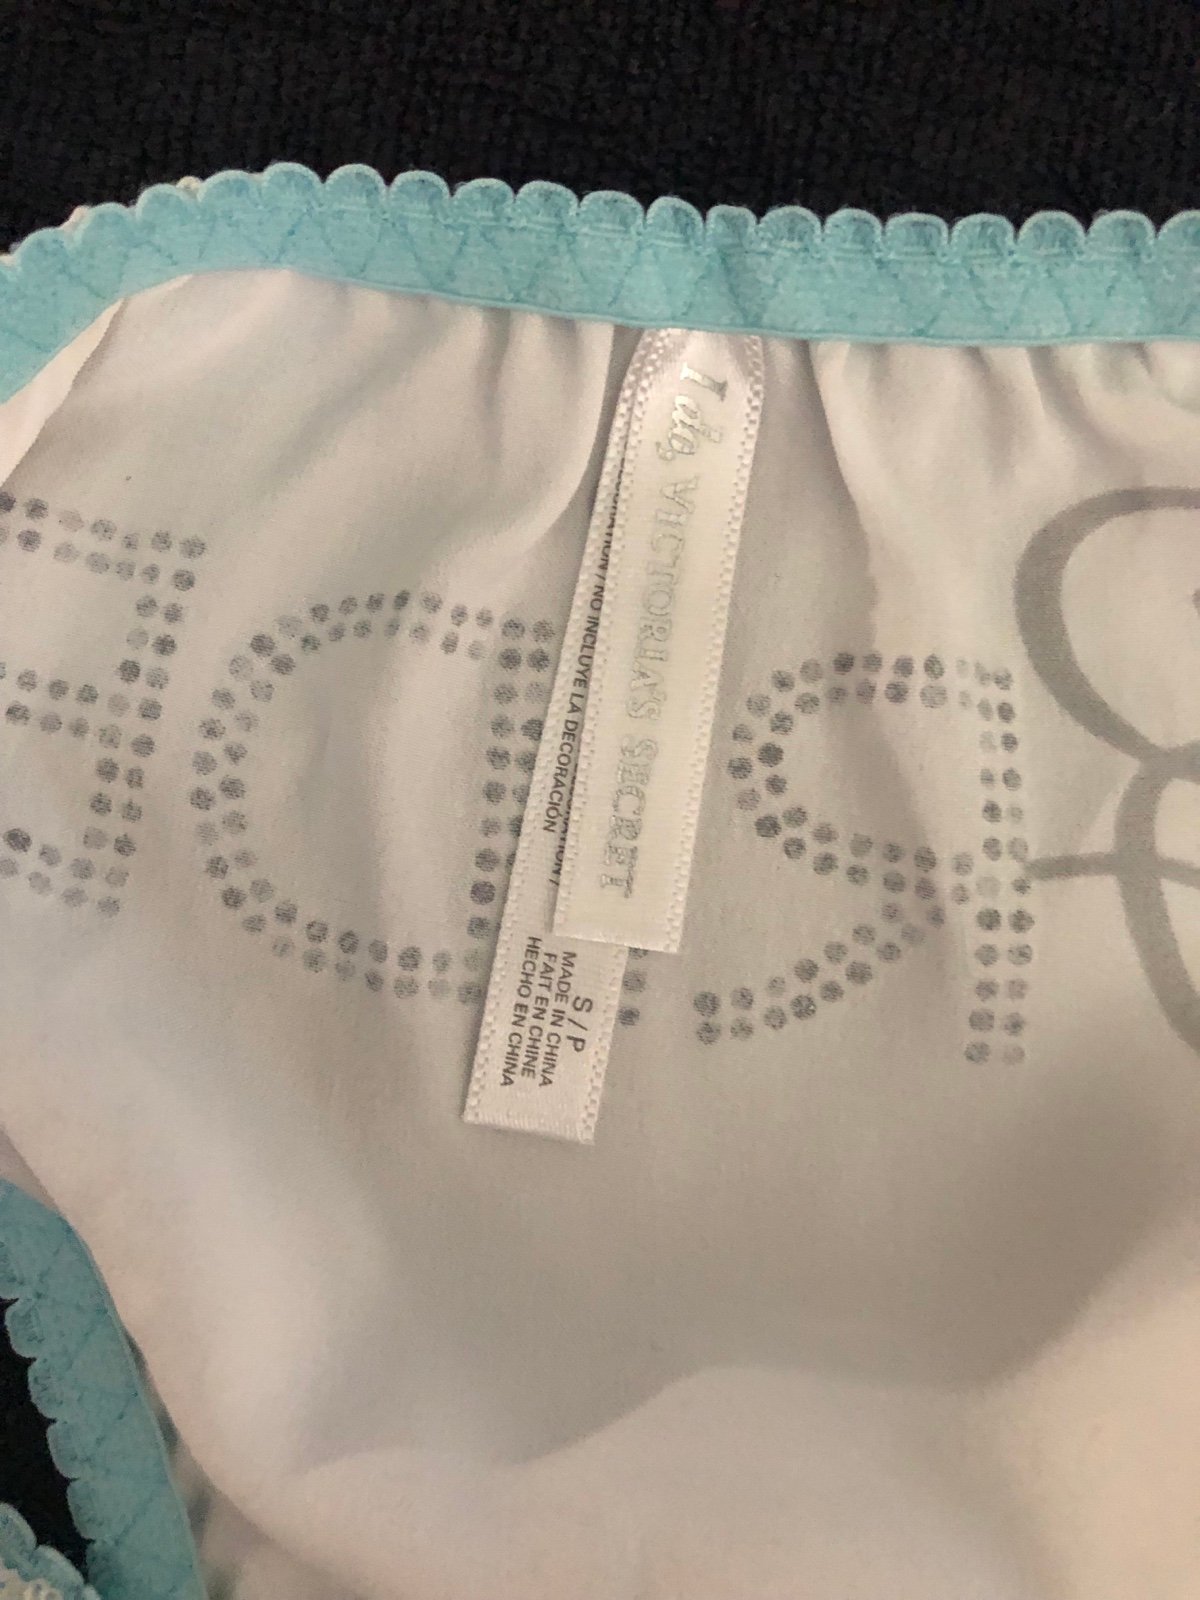 I do, VICTORIA'S SECRET
NO INCLUYE LA DECORACIÓN
S / P
MADE IN CHINA
FAIT EN CHINE
HECHO EN CHINA